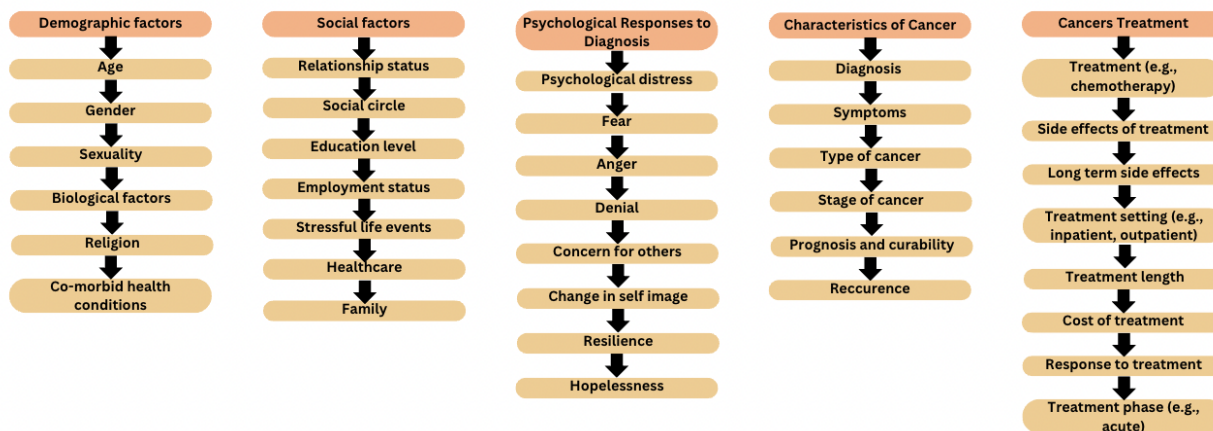 Demographic factors
Age
Gender
Sexuality
Biological factors
Religion
Co-morbid health
conditions
Social factors
Relationship status
Social circle
Education level
Employment status
Stressful life events
Healthcare
Family
Psychological Responses to
Diagnosis
Psychological distress
Fear
Anger
Denial
Concern for others
Change in self image
Resilience
Hopelessness
Characteristics of Cancer
Diagnosis
Symptoms
Type of cancer
Stage of cancer
Prognosis and curability
Reccurence
Cancers Treatment
Treatment (e.g.,
chemotherapy)
Side effects of treatment
Long term side effects
Treatment setting (e.g.,
inpatient, outpatient)
Treatment length
Cost of treatment
Response to treatment
Treatment phase (e.g.,
acute)